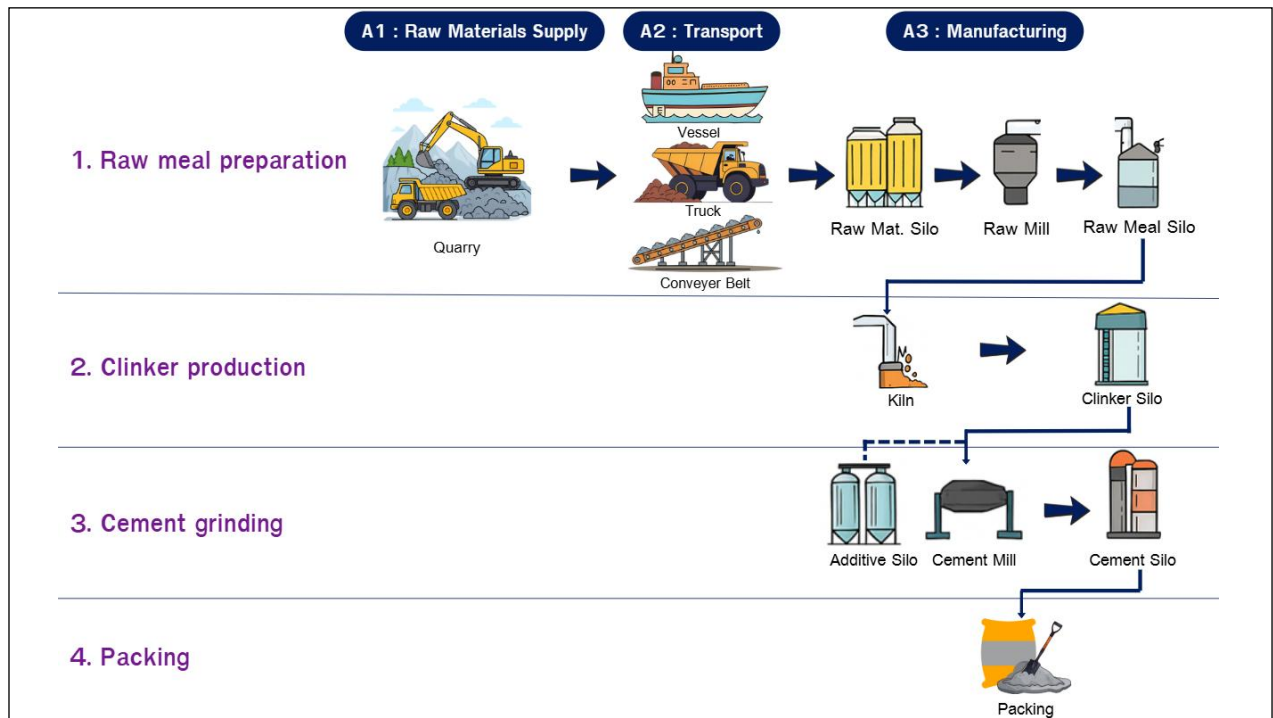 A1 : Raw Materials Supply
A2 : Transport
A3 : Manufacturing
1. Raw meal preparation
Quarry
Vessel
Truck
Conveyer Belt
Raw Mat. Silo
Raw Mill
Raw Meal Silo
2. Clinker production
Kiln
Clinker Silo
3. Cement grinding
Additive Silo
Cement Mill
Cement Silo
4. Packing
Packing